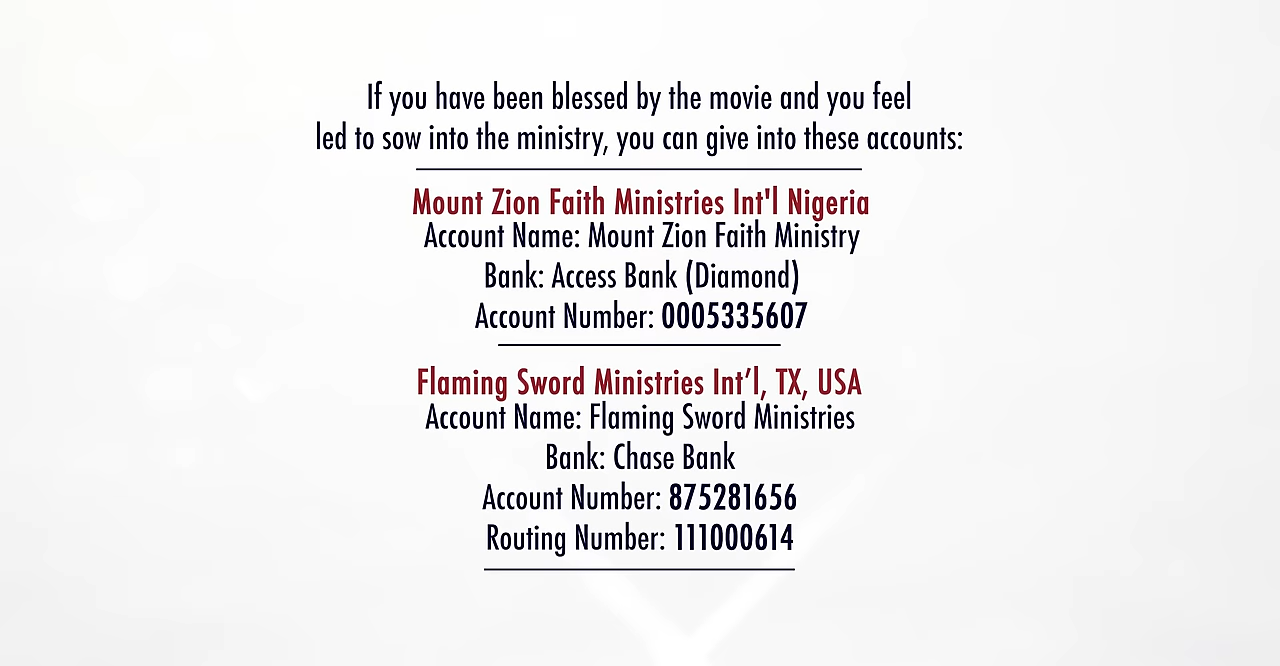 If you have been blessed by the movie and you feel
led to sow into the ministry, you can give into these accounts:
Mount Zion Faith Ministries Int'l Nigeria
Account Name: Mount Zion Faith Ministry
Bank: Access Bank (Diamond)
Account Number: 0005335607
Flaming Sword Ministries Int’l, TX, USA
Account Name: Flaming Sword Ministries
Bank: Chase Bank
Account Number: 875281656
Routing Number: 111000614